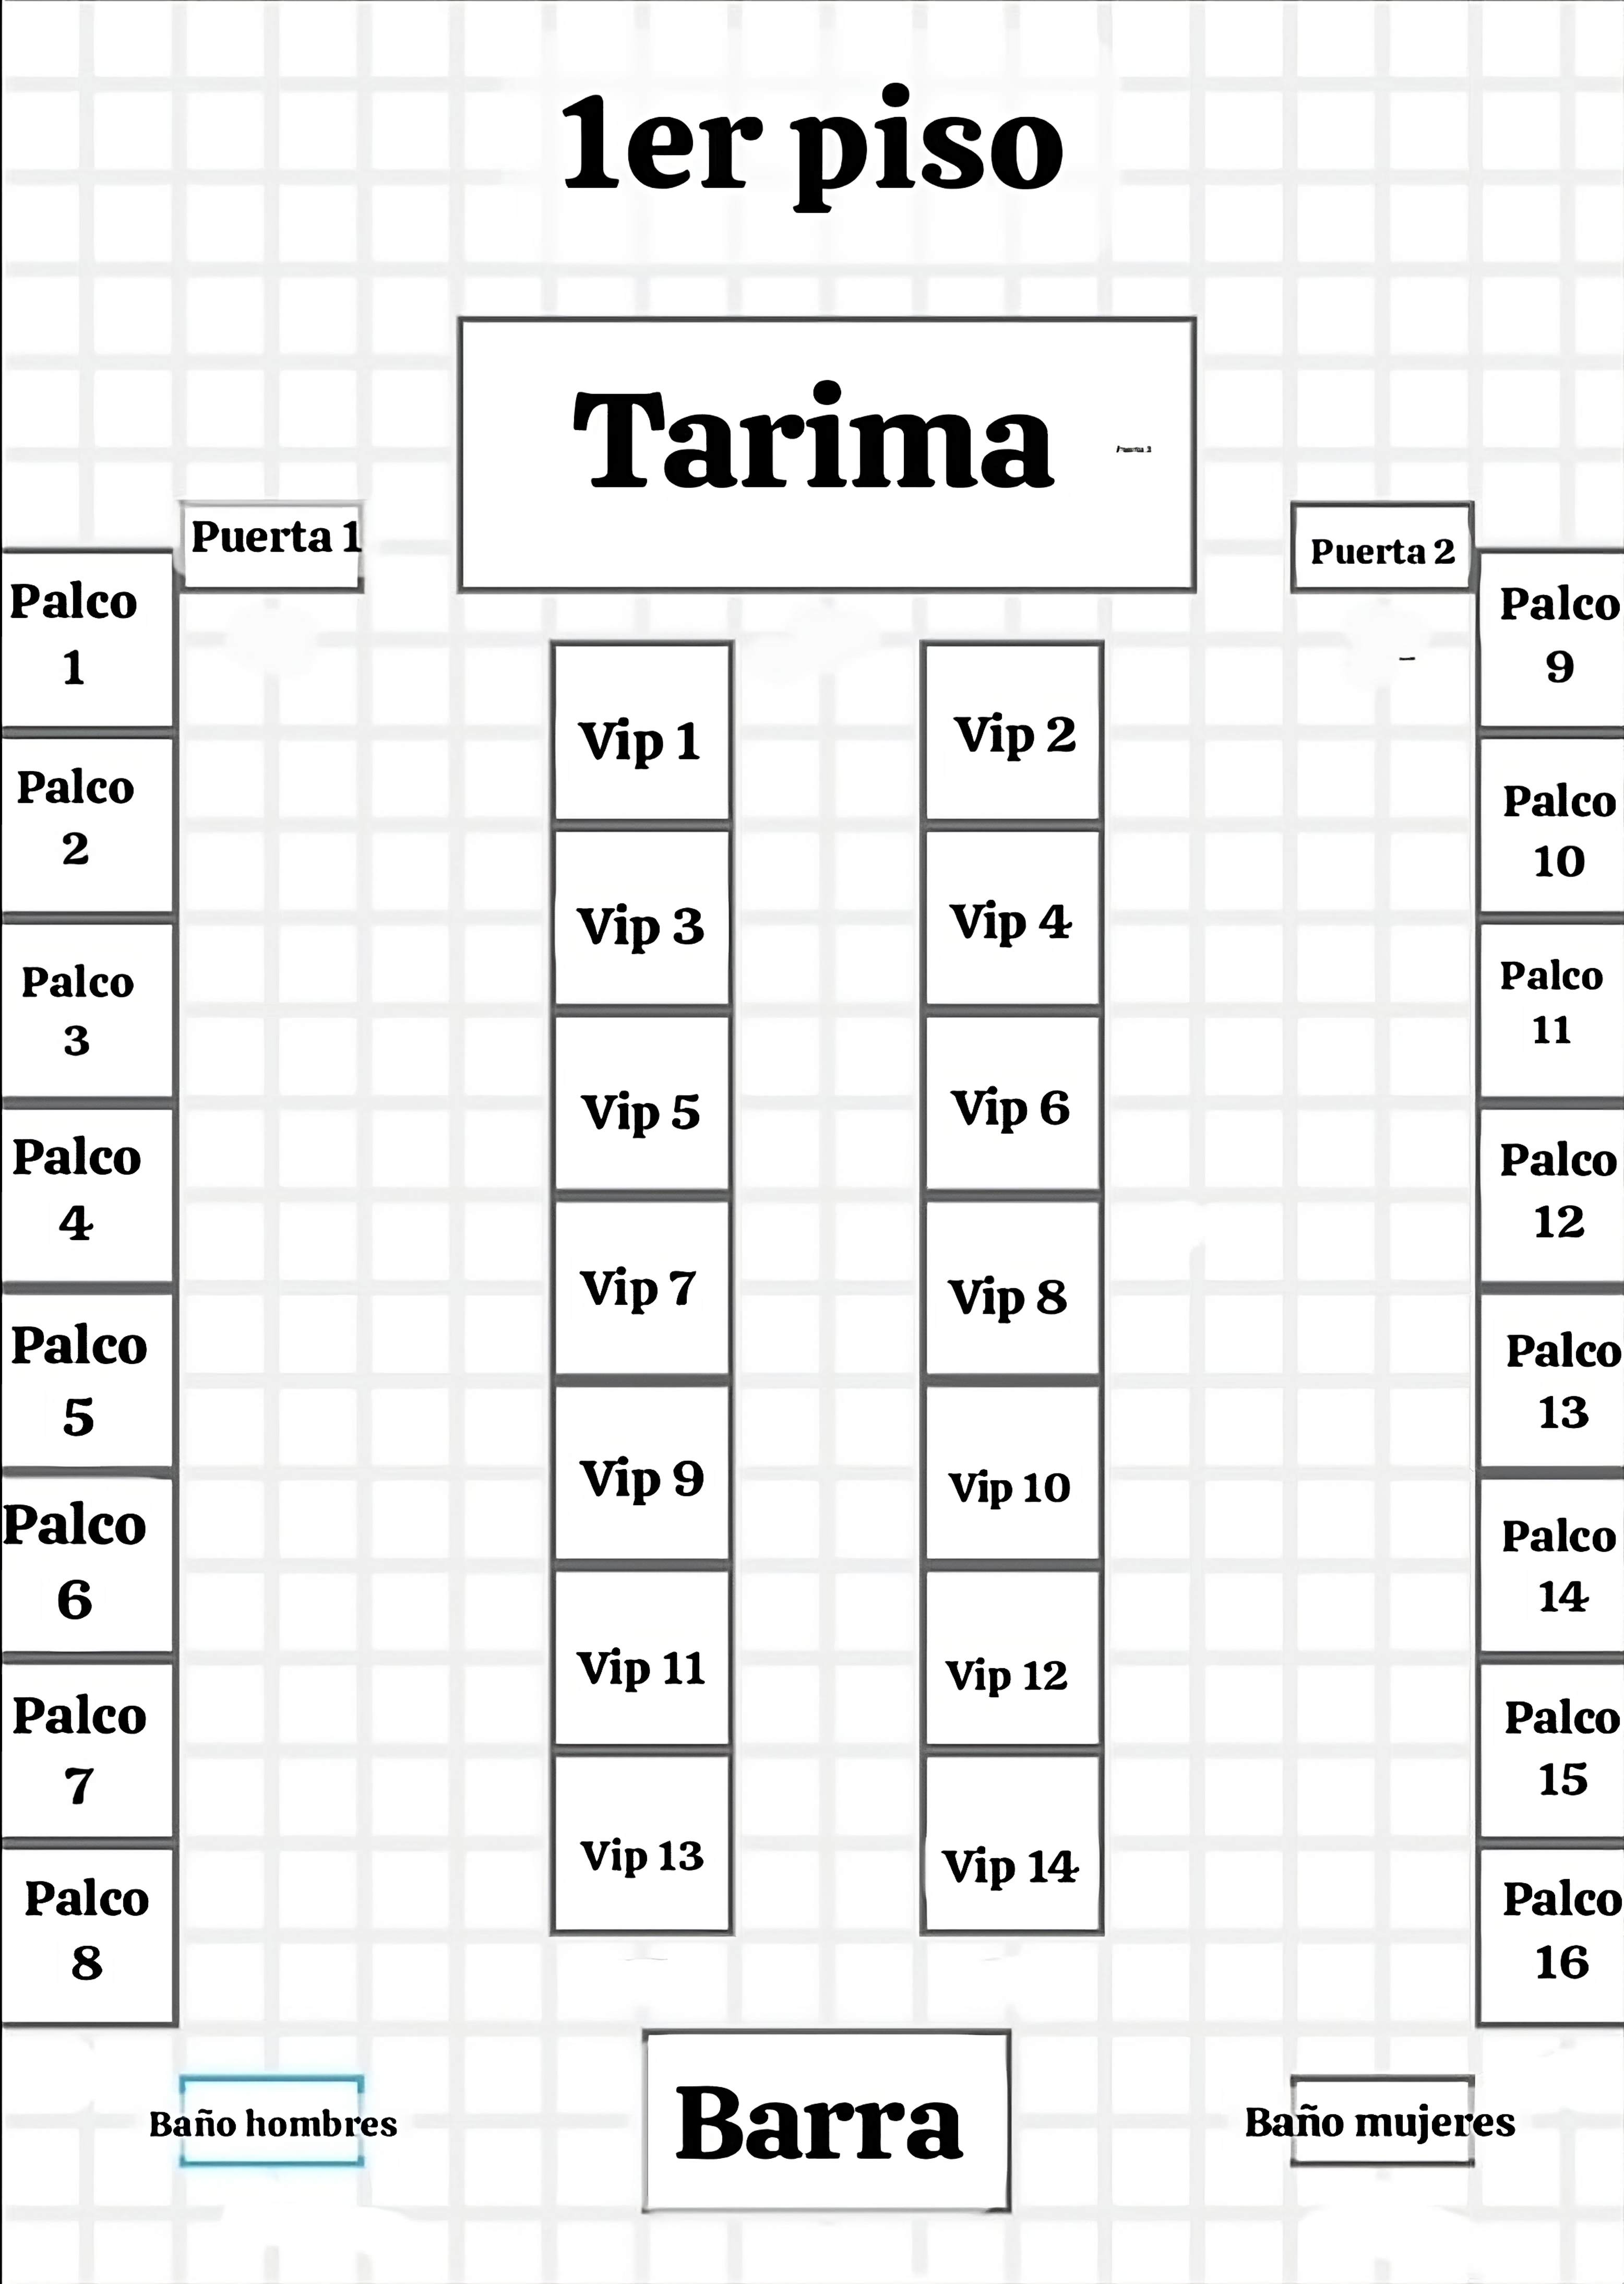 1er piso
Tarima
Puerta 1
Puerta 2
Palco
1
Palco
9
Vip 1
Vip 2
Palco
2
Palco
10
Vip 3
Vip 4
Palco
3
Palco
11
Vip 5
Vip 6
Palco
4
Palco
12
Vip 7
Vip 8
Palco
5
Palco
13
Vip 9
Vip 10
Palco
6
Palco
14
Vip 11
Vip 12
Palco
7
Palco
15
Vip 13
Vip 14
Palco
8
Palco
16
Baño hombres
Barra
Baño mujeres